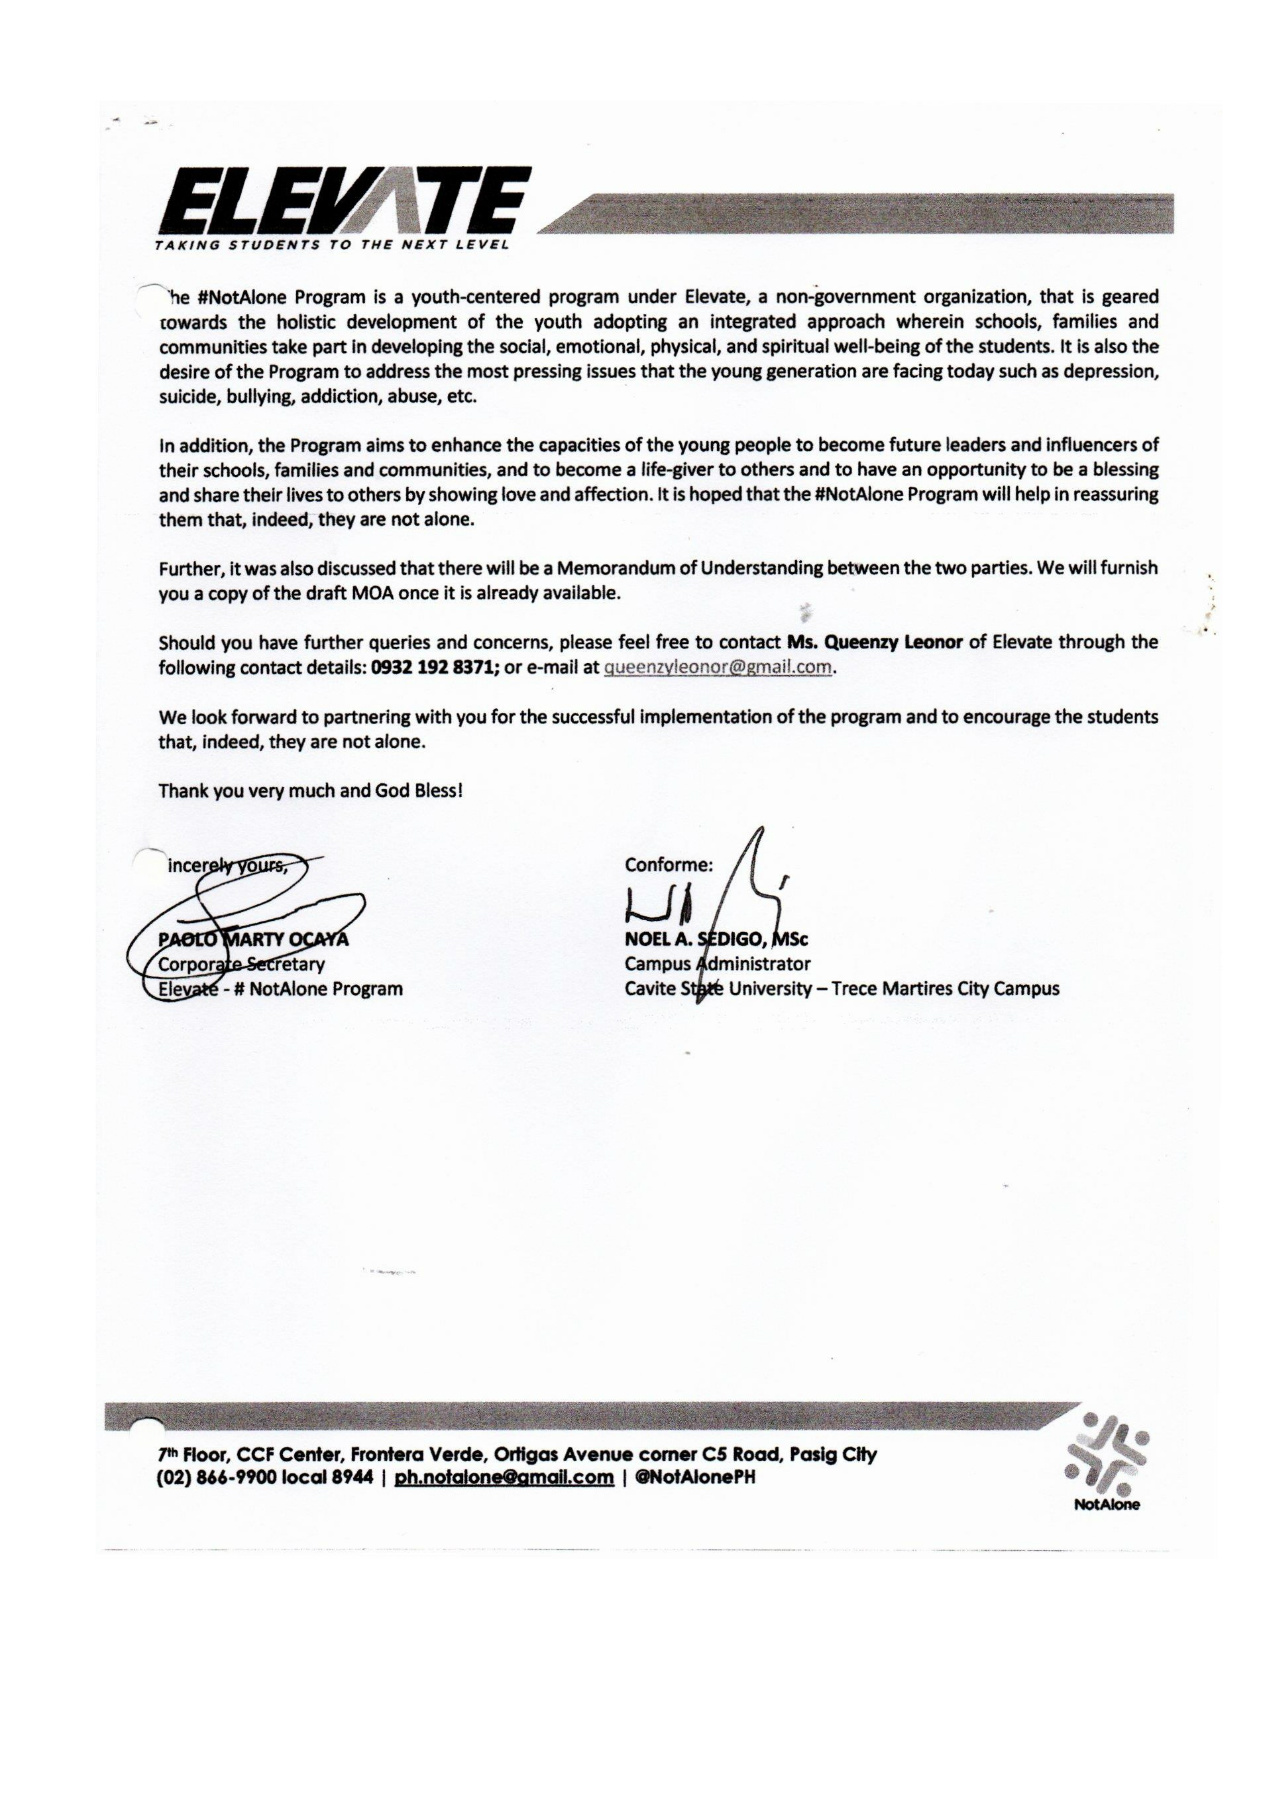 ELEVATE
TAKING STUDENTS TO THE NEXT LEVEL
he #NotAlone Program is a youth-centered program under Elevate, a non-government organization, that is geared
towards the holistic development of the youth adopting an integrated approach wherein schools, families and
communities take part in developing the social, emotional, physical, and spiritual well-being of the students. It is also the
desire of the Program to address the most pressing issues that the young generation are facing today such as depression,
suicide, bullying, addiction, abuse, etc.
In addition, the Program aims to enhance the capacities of the young people to become future leaders and influencers of
their schools, families and communities, and to become a life-giver to others and to have an opportunity to be a blessing
and share their lives to others by showing love and affection. It is hoped that the #NotAlone Program will help in reassuring
them that, indeed, they are not alone.
Further, it was also discussed that there will be a Memorandum of Understanding between the two parties. We will furnish
you a copy of the draft MOA once it is already available.
Should you have further queries and concerns, please feel free to contact Ms. Queenzy Leonor of Elevate through the
following contact details: 0932 192 8371; or e-mail at queenzyleonor@gmail.com.
We look forward to partnering with you for the successful implementation of the program and to encourage the students
that, indeed, they are not alone.
Thank you very much and God Bless!
incerely yours,
PAOLO MARTY OCAYA
Corporate Secretary
Elevate - # NotAlone Program
Conforme:
NOEL A. SEDIGO, MSc
Campus Administrator
Cavite State University – Trece Martires City Campus
7th Floor, CCF Center, Frontera Verde, Ortigas Avenue corner C5 Road, Pasig City
(02) 866-9900 local 8944 | ph.notalone@gmail.com | @NotAlonePH
NotAlone